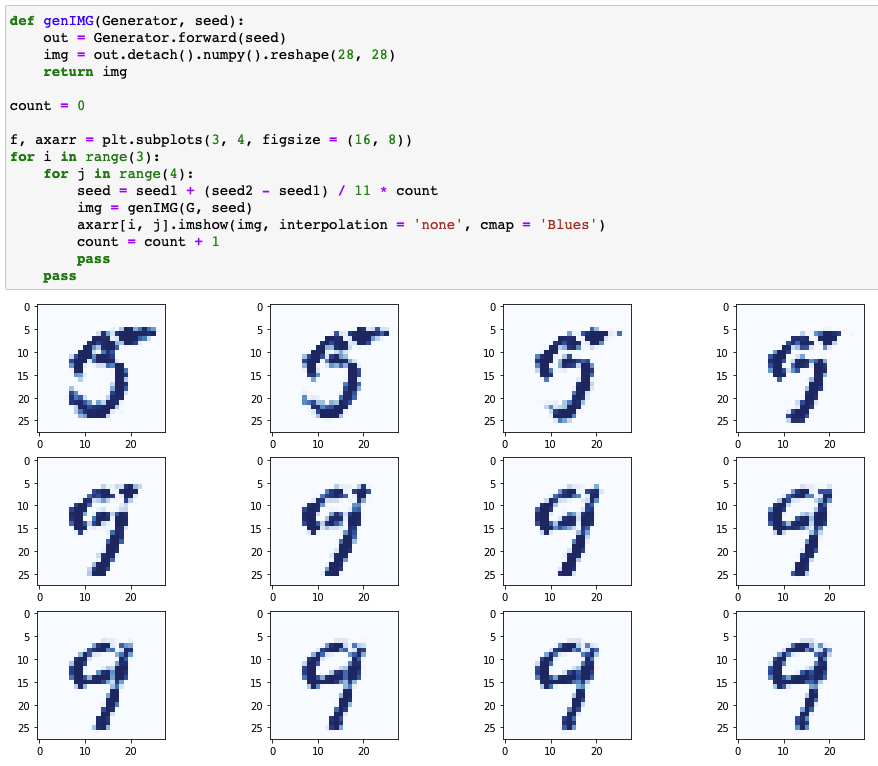 def genIMG(Generator, seed):
    out = Generator.forward(seed)
    img = out.detach().numpy().reshape(28, 28)
    return img

count = 0

f, axarr = plt.subplots(3, 4, figsize = (16, 8))
for i in range(3):
    for j in range(4):
        seed = seed1 + (seed2 - seed1) / 11 * count
        img = genIMG(G, seed)
        axarr[i, j].imshow(img, interpolation = 'none', cmap = 'Blues')
        count = count + 1
        pass
    pass
0 0 0 0
5 5 5 5
10 10 10 10
15 15 15 15
20 20 20 20
25 25 25 25
0 10 20 0 10 20 0 10 20 0 10 20
0 0 0 0
5 5 5 5
10 10 10 10
15 15 15 15
20 20 20 20
25 25 25 25
0 10 20 0 10 20 0 10 20 0 10 20
0 0 0 0
5 5 5 5
10 10 10 10
15 15 15 15
20 20 20 20
25 25 25 25
0 10 20 0 10 20 0 10 20 0 10 20